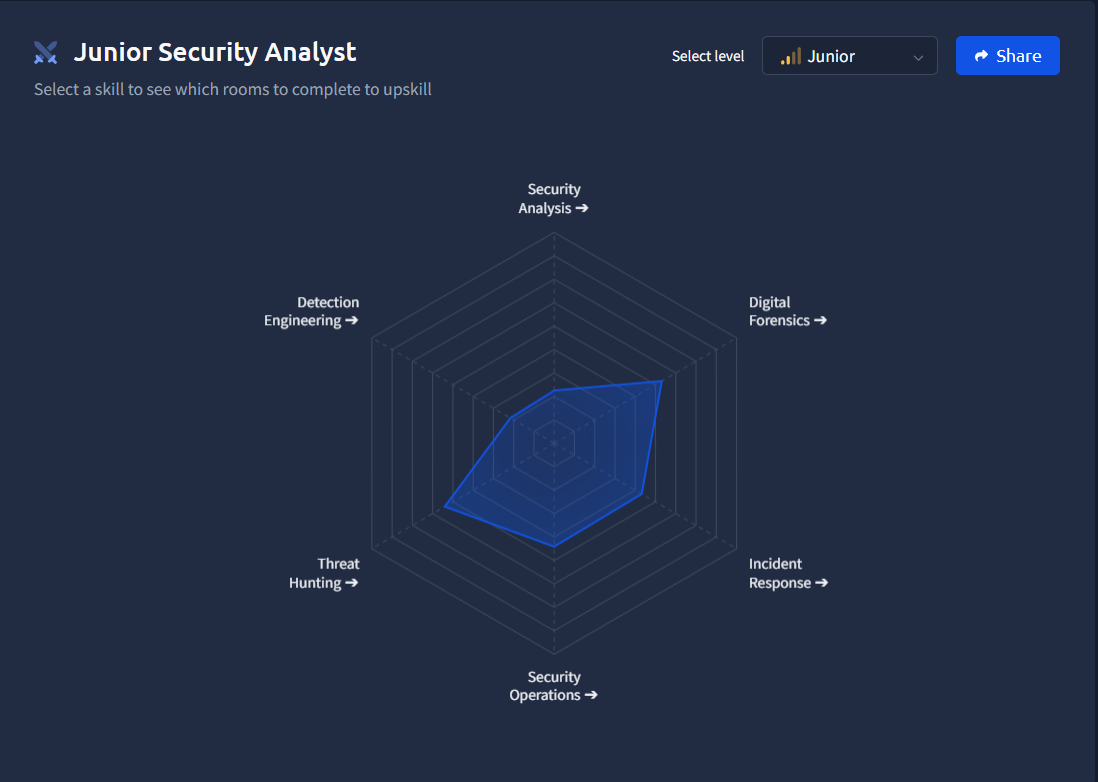 Junior Security Analyst
Select level
Junior
Share
Select a skill to see which rooms to complete to upskill
Security
Analysis ➔
Detection
Engineering ➔
Digital
Forensics ➔
Threat
Hunting ➔
Incident
Response ➔
Security
Operations ➔